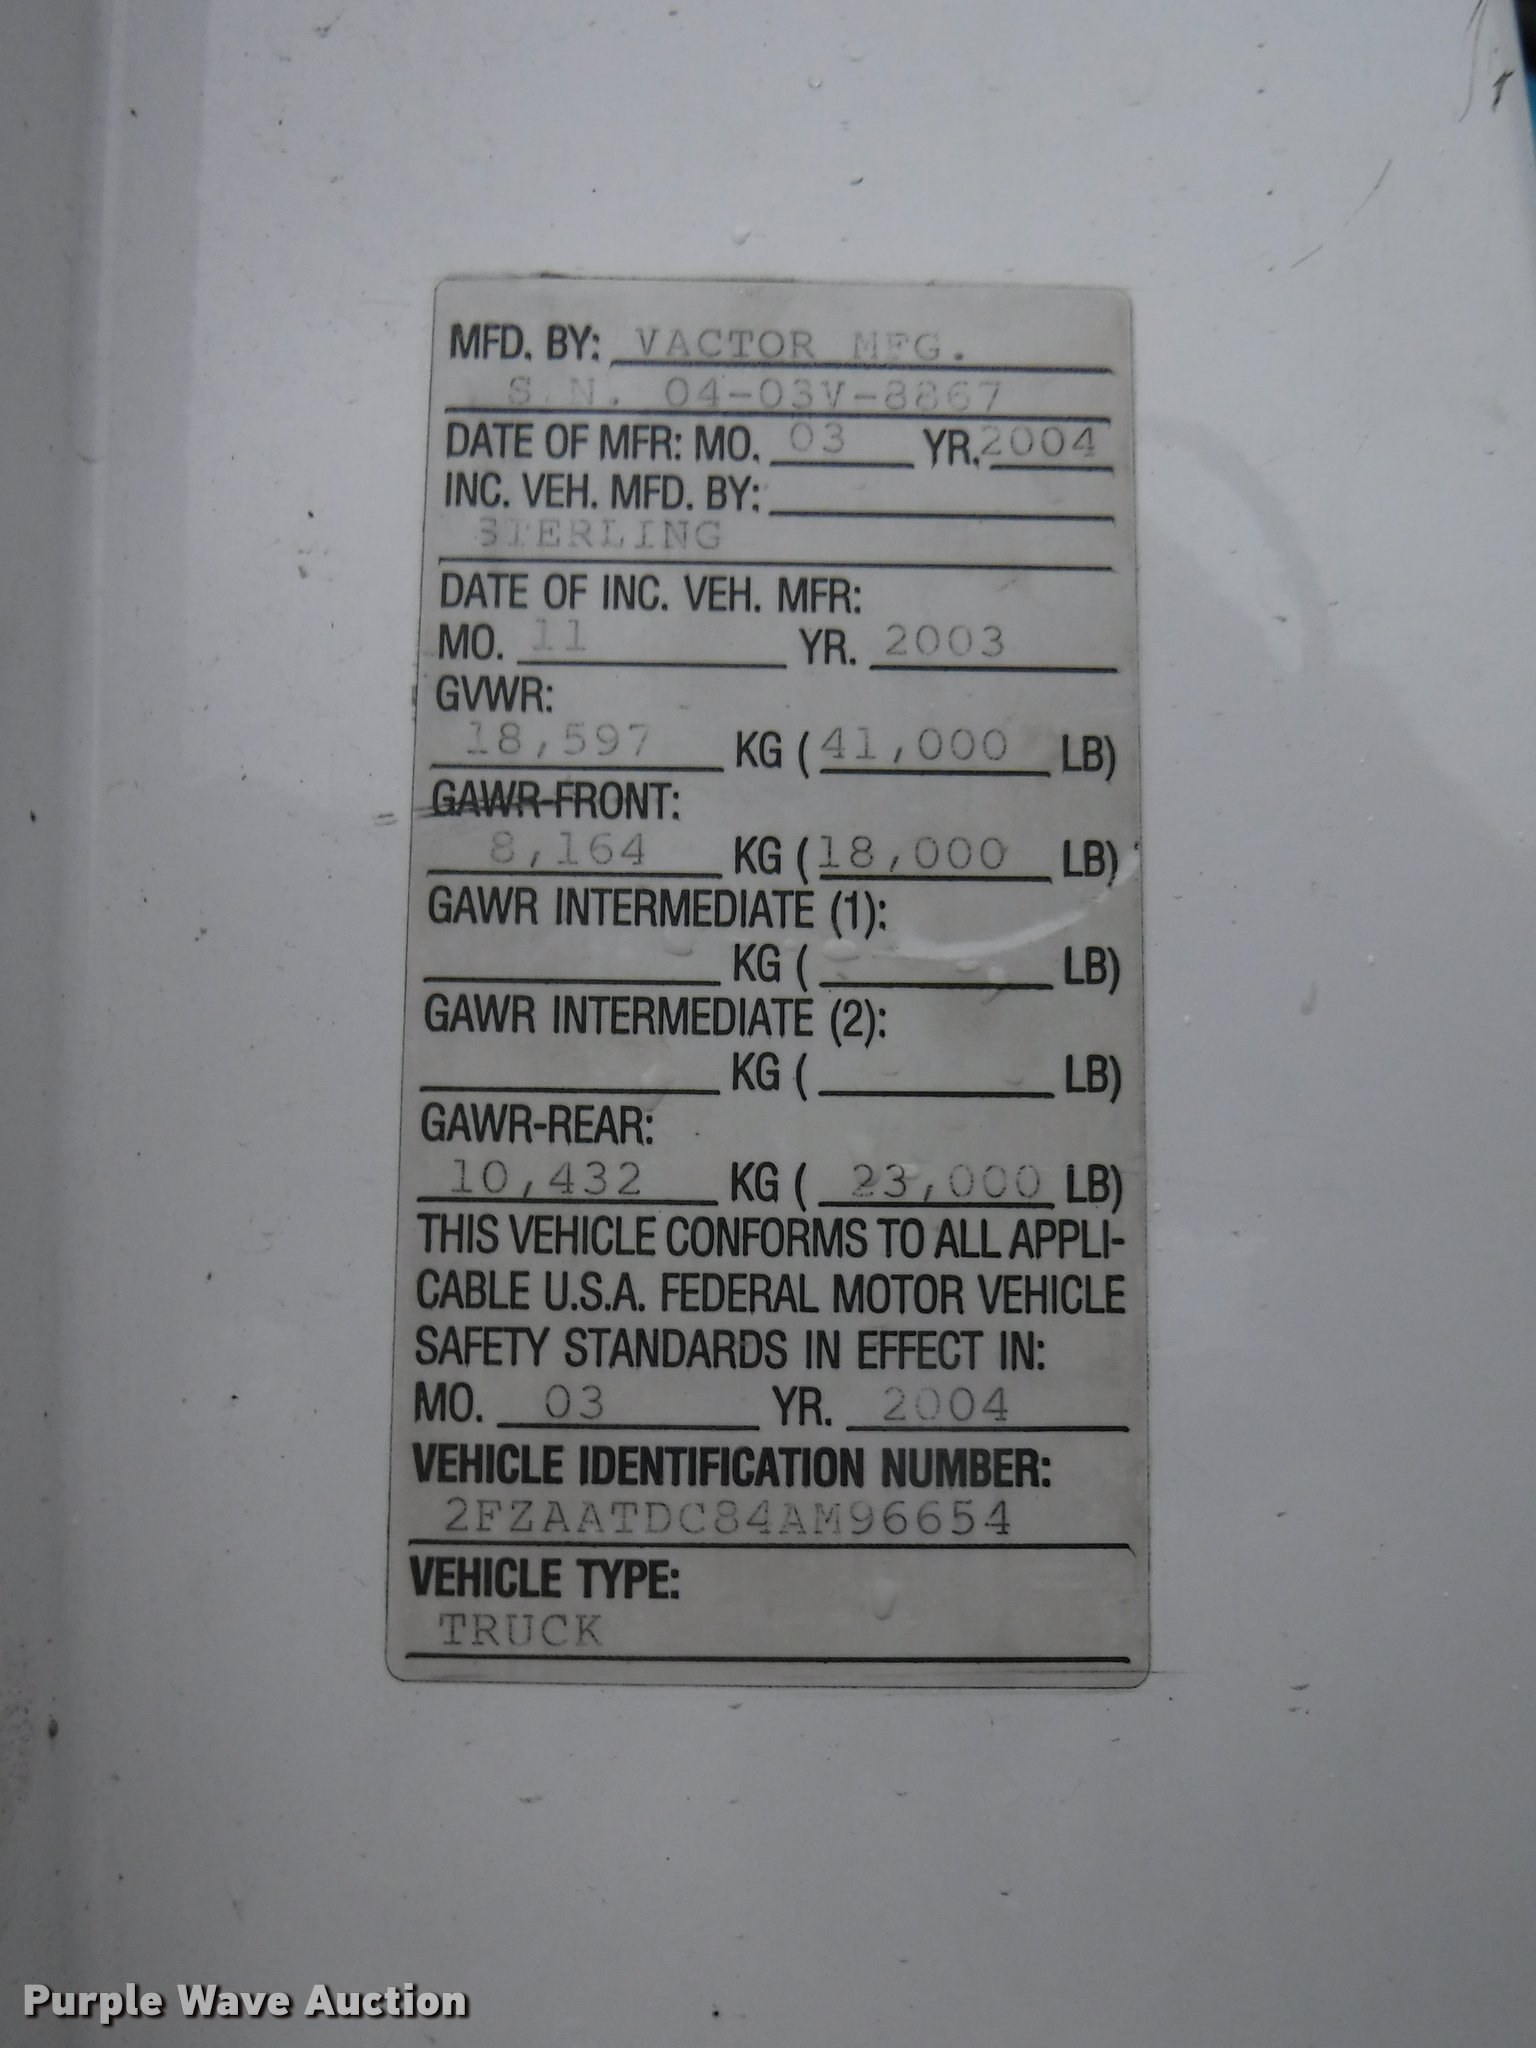 MFD. BY: VACTOR MFG.
S.N. 04-03V-8867
DATE OF MFR: MO. 03 YR. 2004
INC. VEH. MFD. BY:
STERLING
DATE OF INC. VEH. MFR:
MO. 11 YR. 2003
GVWR:
18,597 KG ( 41,000 LB)
GAWR-FRONT:
8,164 KG ( 18,000 LB)
GAWR INTERMEDIATE (1):
KG ( LB)
GAWR INTERMEDIATE (2):
KG ( LB)
GAWR-REAR:
10,432 KG ( 23,000 LB)
THIS VEHICLE CONFORMS TO ALL APPLI-
CABLE U.S.A. FEDERAL MOTOR VEHICLE
SAFETY STANDARDS IN EFFECT IN:
MO. 03 YR. 2004
VEHICLE IDENTIFICATION NUMBER:
2FZAATDC84AM96654
VEHICLE TYPE:
TRUCK
Purple Wave Auction